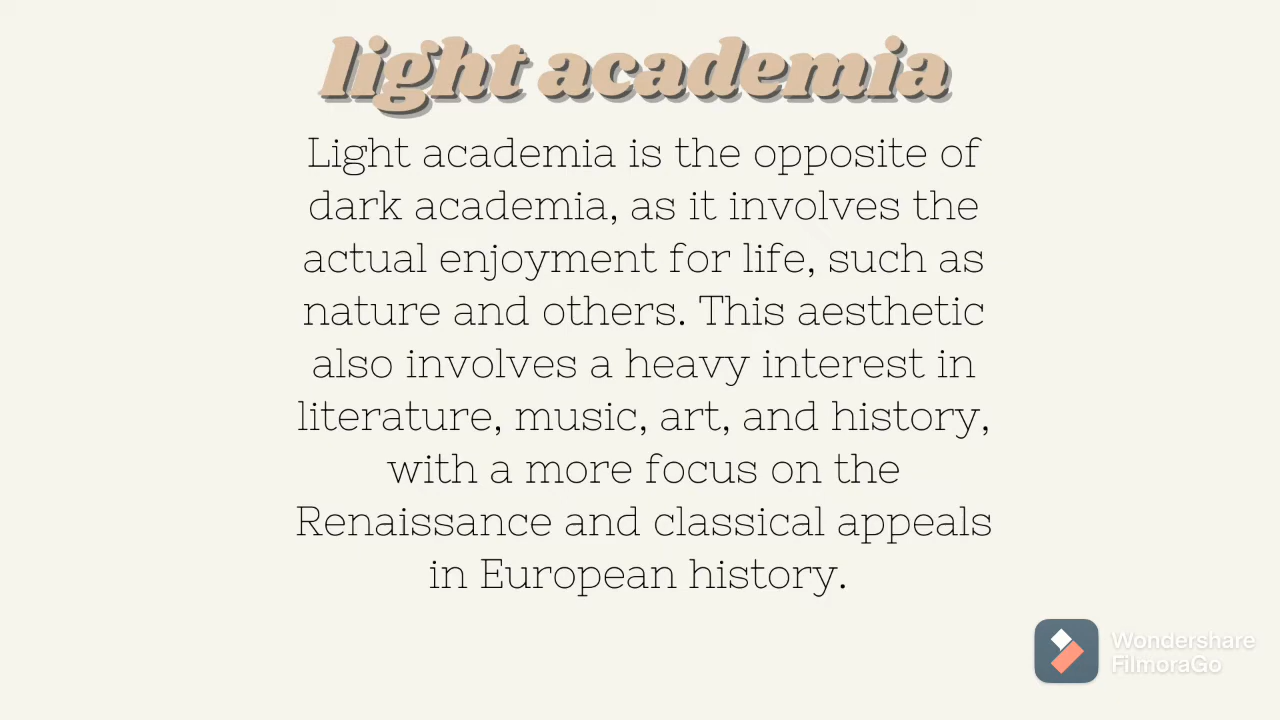 light academia
Light academia is the opposite of
dark academia, as it involves the
actual enjoyment for life, such as
nature and others. This aesthetic
also involves a heavy interest in
literature, music, art, and history,
with a more focus on the
Renaissance and classical appeals
in European history.
Wondershare
FilmoraGo